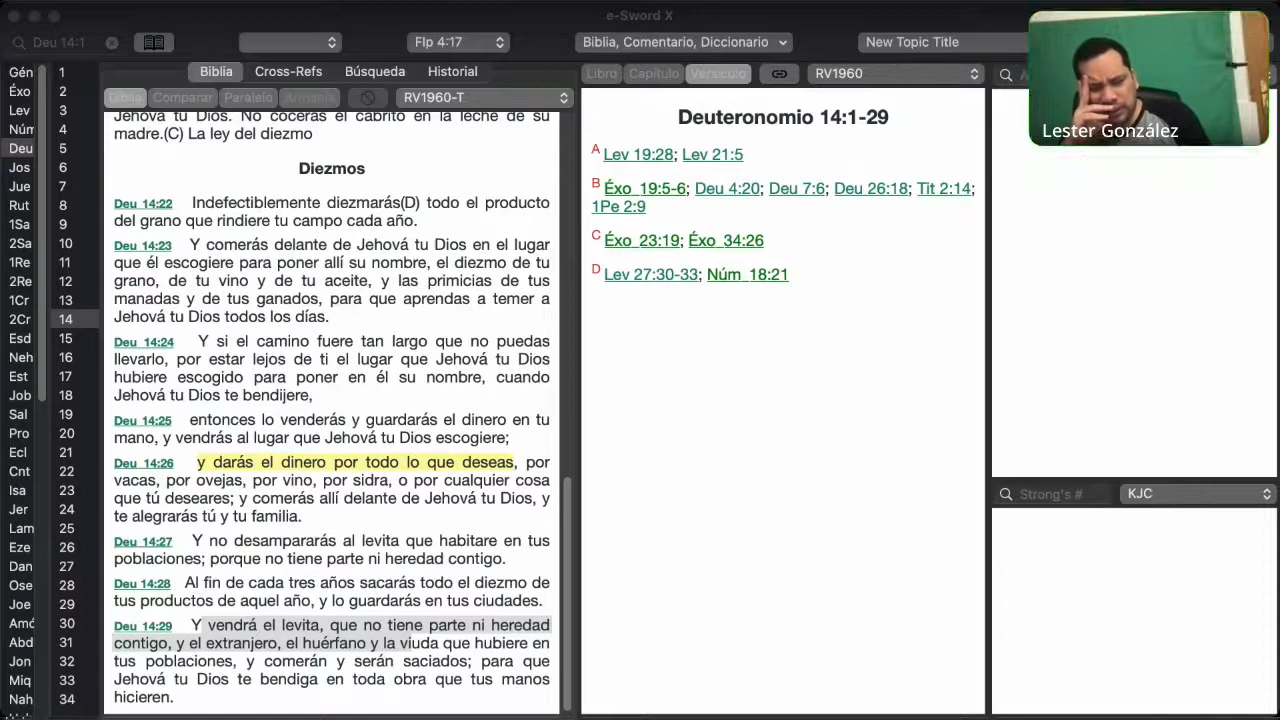 e-Sword X
Deu 14:1
Flp 4:17
Biblia, Comentario, Diccionario
New Topic Title
Lester González
Biblia Cross-Refs Búsqueda Historial
Biblia Comparar Paralelo Armonía
RV1960-T
Libro Capítulo Versículo
RV1960
Gén
Éxo
Lev
Núm
Deu
Jos
Jue
Rut
1Sa
2Sa
1Re
2Re
1Cr
2Cr
Esd
Neh
Est
Job
Sal
Pro
Ecl
Cnt
Isa
Jer
Lam
Eze
Dan
Ose
Joe
Amó
Abd
Jon
Miq
Nah
1
2
3
4
5
6
7
8
9
10
11
12
13
14
15
16
17
18
19
20
21
22
23
24
25
26
27
28
29
30
31
32
33
34
Jehová tu Dios. No cocerás el cabrito en la leche de su
madre.(C) La ley del diezmo
Diezmos
Deu 14:22 Indefectiblemente diezmarás(D) todo el producto
del grano que rindiere tu campo cada año.
Deu 14:23 Y comerás delante de Jehová tu Dios en el lugar
que él escogiere para poner allí su nombre, el diezmo de tu
grano, de tu vino y de tu aceite, y las primicias de tus
manadas y de tus ganados, para que aprendas a temer a
Jehová tu Dios todos los días.
Deu 14:24 Y si el camino fuere tan largo que no puedas
llevarlo, por estar lejos de ti el lugar que Jehová tu Dios
hubiere escogido para poner en él su nombre, cuando
Jehová tu Dios te bendijere,
Deu 14:25 entonces lo venderás y guardarás el dinero en tu
mano, y vendrás al lugar que Jehová tu Dios escogiere;
Deu 14:26 y darás el dinero por todo lo que deseas, por
vacas, por ovejas, por vino, por sidra, o por cualquier cosa
que tú deseares; y comerás allí delante de Jehová tu Dios, y
te alegrarás tú y tu familia.
Deu 14:27 Y no desampararás al levita que habitare en tus
poblaciones; porque no tiene parte ni heredad contigo.
Deu 14:28 Al fin de cada tres años sacarás todo el diezmo de
tus productos de aquel año, y lo guardarás en tus ciudades.
Deu 14:29 Y vendrá el levita, que no tiene parte ni heredad
contigo, y el extranjero, el huérfano y la viuda que hubiere en
tus poblaciones, y comerán y serán saciados; para que
Jehová tu Dios te bendiga en toda obra que tus manos
hicieren.
Deuteronomio 14:1-29
A Lev 19:28; Lev 21:5
B Éxo 19:5-6; Deu 4:20; Deu 7:6; Deu 26:18; Tit 2:14;
1Pe 2:9
C Éxo 23:19; Éxo 34:26
D Lev 27:30-33; Núm 18:21
Strong's #
KJC